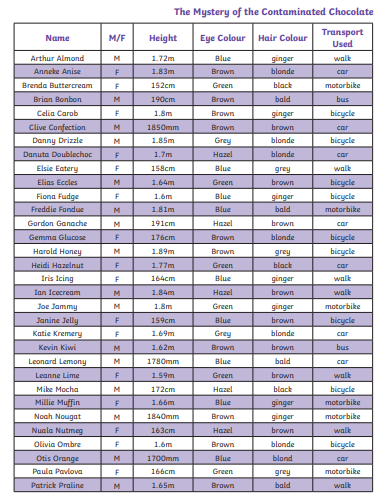 The Mystery of the Contaminated Chocolate
Name M/F Height Eye Colour Hair Colour Transport Used
Arthur Almond M 1.72m Blue ginger walk
Anneke Anise F 1.83m Brown blonde car
Brenda Buttercream F 152cm Green black motorbike
Brian Bonbon M 190cm Brown bald bus
Celia Carob F 1.8m Brown ginger bicycle
Clive Confection M 1850mm Brown brown car
Danny Drizzle M 1.85m Grey blonde bicycle
Danuta Doublechoc F 1.7m Hazel blonde car
Elsie Eatery F 158cm Blue grey walk
Elias Eccles M 1.64m Green brown bicycle
Fiona Fudge F 1.6m Blue ginger bicycle
Freddie Fondue M 1.81m Blue bald motorbike
Gordon Ganache M 191cm Hazel brown car
Gemma Glucose F 176cm Brown blonde bicycle
Harold Honey M 1.89m Brown grey bicycle
Heidi Hazelnut F 1.77m Green black car
Iris Icing F 164cm Blue ginger walk
Ian Icecream M 1.84m Hazel brown walk
Joe Jammy M 1.8m Green ginger motorbike
Janine Jelly F 159cm Blue brown bicycle
Katie Kremery F 1.69m Grey blonde car
Kevin Kiwi M 1.62m Brown brown bus
Leonard Lemony M 1780mm Blue bald car
Leanne Lime F 1.59m Green brown walk
Mike Mocha M 172cm Hazel black bicycle
Millie Muffin F 1.66m Blue ginger motorbike
Noah Nougat M 1840mm Brown ginger motorbike
Nuala Nutmeg F 163cm Hazel brown walk
Olivia Ombre F 1.6m Brown blonde bicycle
Otis Orange M 1700mm Blue blond car
Paula Pavlova F 166cm Green grey motorbike
Patrick Praline M 1.65m Brown bald walk